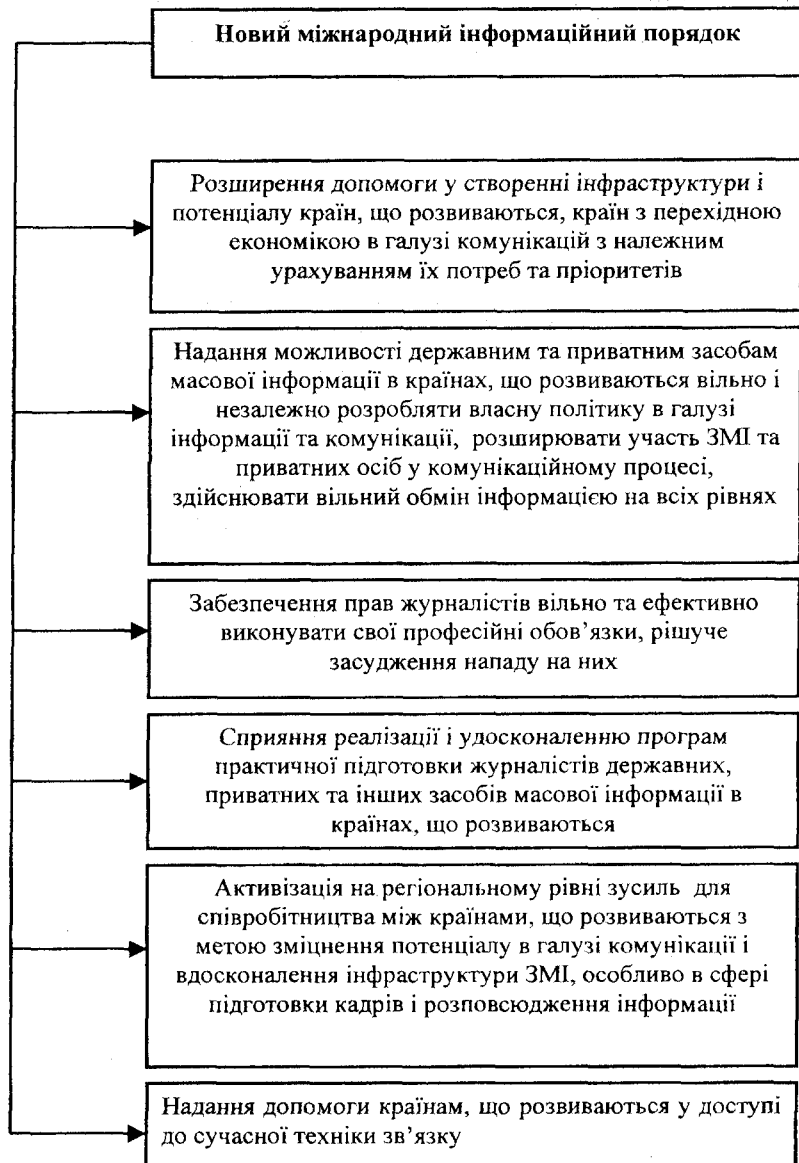 Новий міжнародний інформаційний порядок
Розширення допомоги у створенні інфраструктури і
потенціалу країн, що розвиваються, країн з перехідною
економікою в галузі комунікацій з належним
урахуванням їх потреб та пріоритетів
Надання можливості державним та приватним засобам
масової інформації в країнах, що розвиваються вільно і
незалежно розробляти власну політику в галузі
інформації та комунікації, розширювати участь ЗМІ та
приватних осіб у комунікаційному процесі,
здійснювати вільний обмін інформацією на всіх рівнях
Забезпечення прав журналістів вільно та ефективно
виконувати свої професійні обов’язки, рішуче
засудження нападу на них
Сприяння реалізації і удосконаленню програм
практичної підготовки журналістів державних,
приватних та інших засобів масової інформації в
країнах, що розвиваються
Активізація на регіональному рівні зусиль для
співробітництва між країнами, що розвиваються з
метою зміцнення потенціалу в галузі комунікації і
вдосконалення інфраструктури ЗМІ, особливо в сфері
підготовки кадрів і розповсюдження інформації
Надання допомоги країнам, що розвиваються у доступі
до сучасної техніки зв’язку